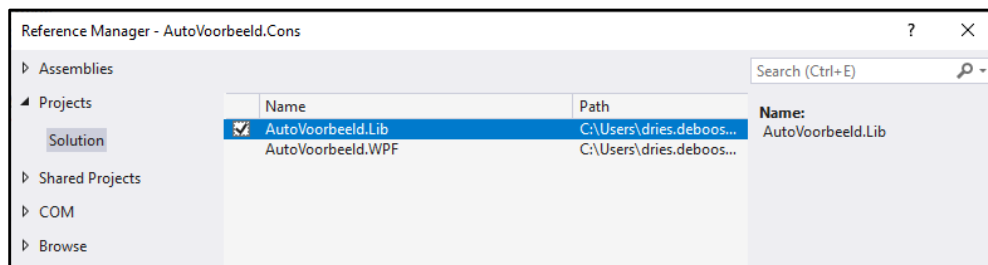 Reference Manager - AutoVoorbeeld.Cons ? ×
Assemblies
Projects
Solution
Shared Projects
COM
Browse
Name Path
AutoVoorbeeld.Lib C:\Users\dries.deboos...
AutoVoorbeeld.WPF C:\Users\dries.deboos...
Search (Ctrl+E)
Name:
AutoVoorbeeld.Lib